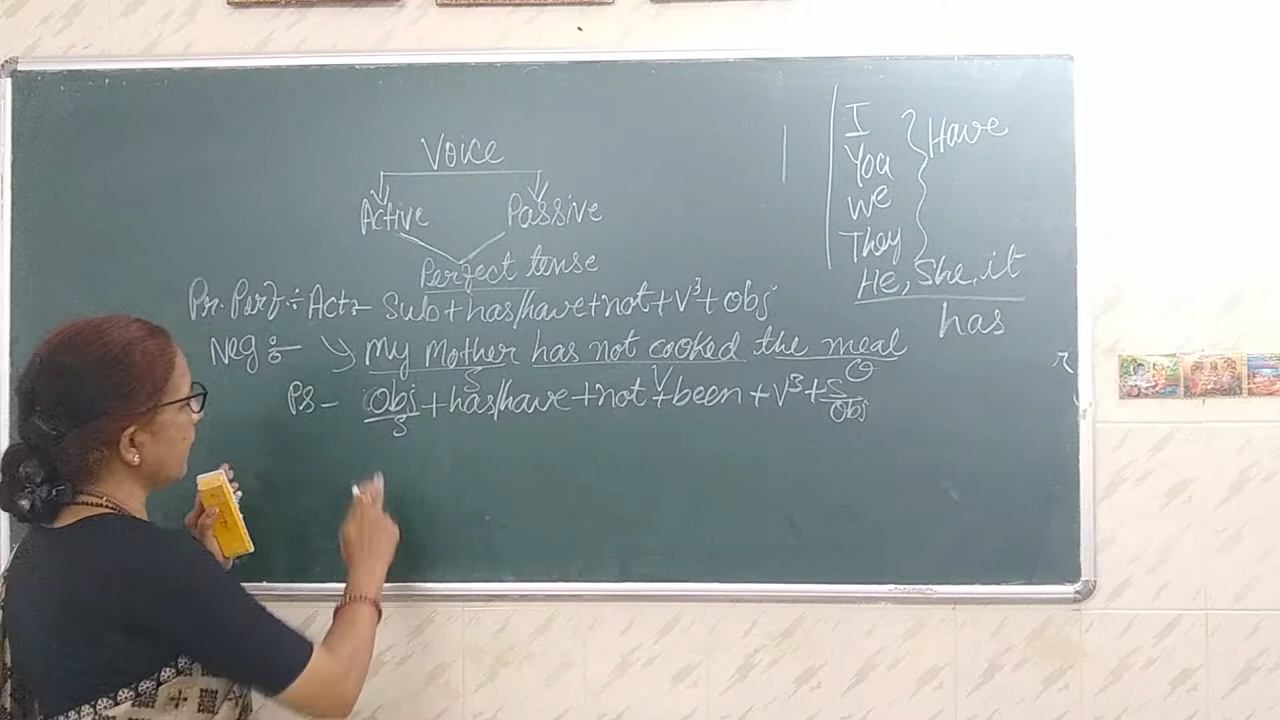 Voice
Active Passive
Perfect tense
Pr. Perf:- Act:- Sub + has/have + not + V³ + obj
Neg:- My Mother has not cooked the meal
S V O
Ps - Obj + has/have + not + been + V³ + S
S Obj
I
You
We
They
Have
He, She, it
has